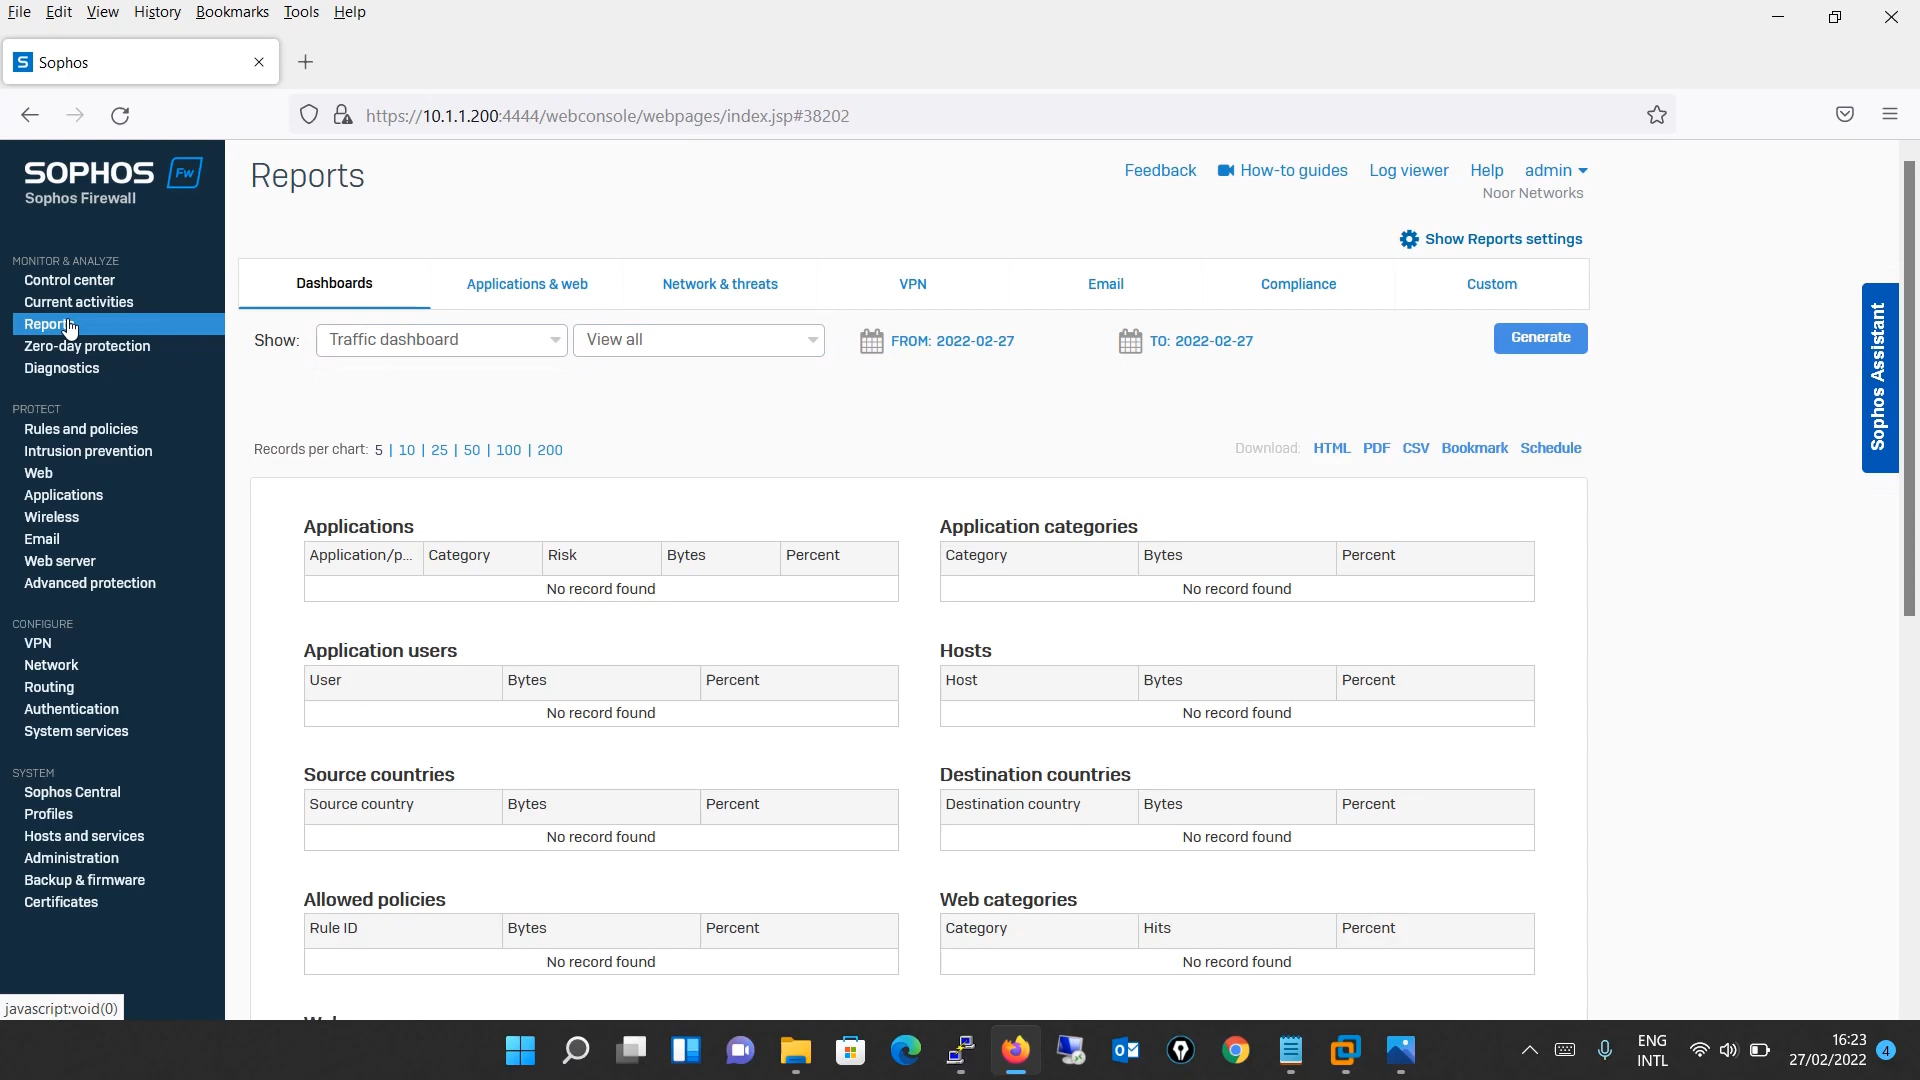 File Edit View History Bookmarks Tools Help
S Sophos
https://10.1.1.200:4444/webconsole/webpages/index.jsp#38202
SOPHOS Fw
Sophos Firewall
MONITOR & ANALYZE
Control center
Current activities
Reports
Zero-day protection
Diagnostics
PROTECT
Rules and policies
Intrusion prevention
Web
Applications
Wireless
Email
Web server
Advanced protection
CONFIGURE
VPN
Network
Routing
Authentication
System services
SYSTEM
Sophos Central
Profiles
Hosts and services
Administration
Backup & firmware
Certificates
javascript:void(0)
Reports
Feedback How-to guides Log viewer Help admin
Noor Networks
Show Reports settings
Dashboards Applications & web Network & threats VPN Email Compliance Custom
Show: Traffic dashboard View all FROM: 2022-02-27 TO: 2022-02-27 Generate
Records per chart: 5 | 10 | 25 | 50 | 100 | 200 Download: HTML PDF CSV Bookmark Schedule
Applications
Application/p... Category Risk Bytes Percent
No record found
Application categories
Category Bytes Percent
No record found
Application users
User Bytes Percent
No record found
Hosts
Host Bytes Percent
No record found
Source countries
Source country Bytes Percent
No record found
Destination countries
Destination country Bytes Percent
No record found
Allowed policies
Rule ID Bytes Percent
No record found
Web categories
Category Hits Percent
No record found
Sophos Assistant
ENG
INTL
16:23
27/02/2022
4